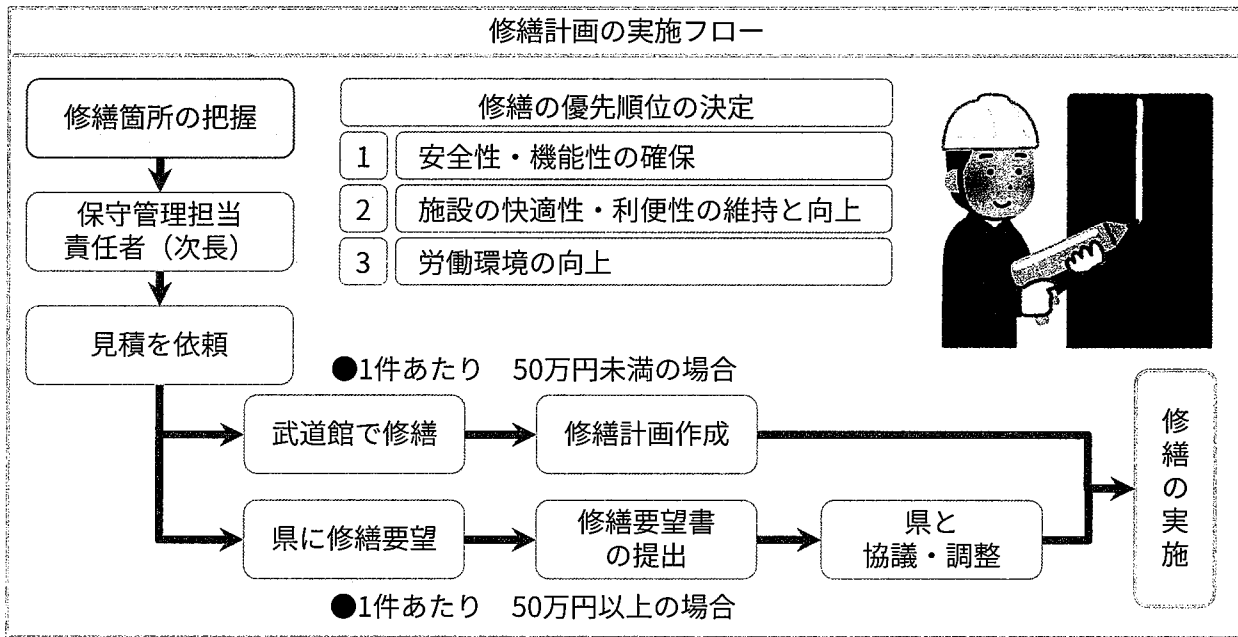 修繕計画の実施フロー
修繕箇所の把握
保守管理担当
責任者（次長）
見積を依頼
修繕の優先順位の決定
1 安全性・機能性の確保
2 施設の快適性・利便性の維持と向上
3 労働環境の向上
●1件あたり　50万円未満の場合
武道館で修繕
修繕計画作成
県に修繕要望
修繕要望書
の提出
県と
協議・調整
●1件あたり　50万円以上の場合
修繕の実施